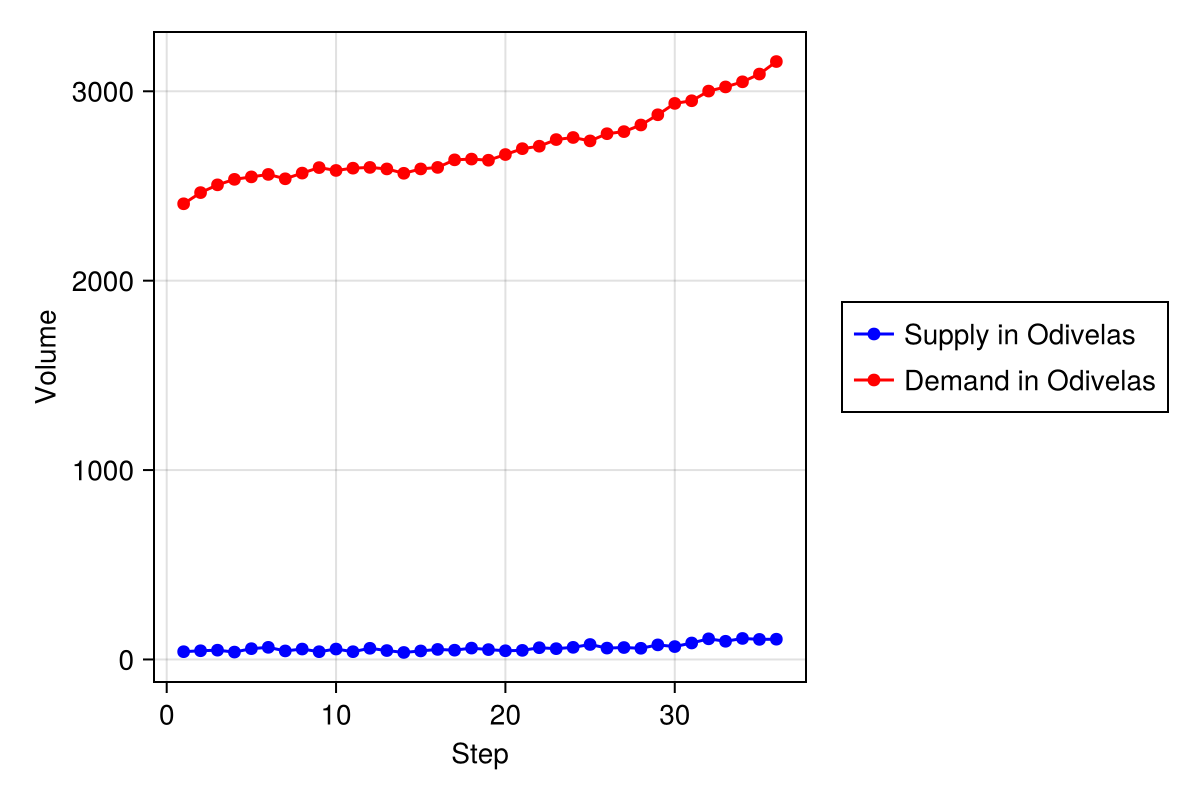 3000
2000
1000
0
Volume
0 10 20 30
Step
Supply in Odivelas
Demand in Odivelas